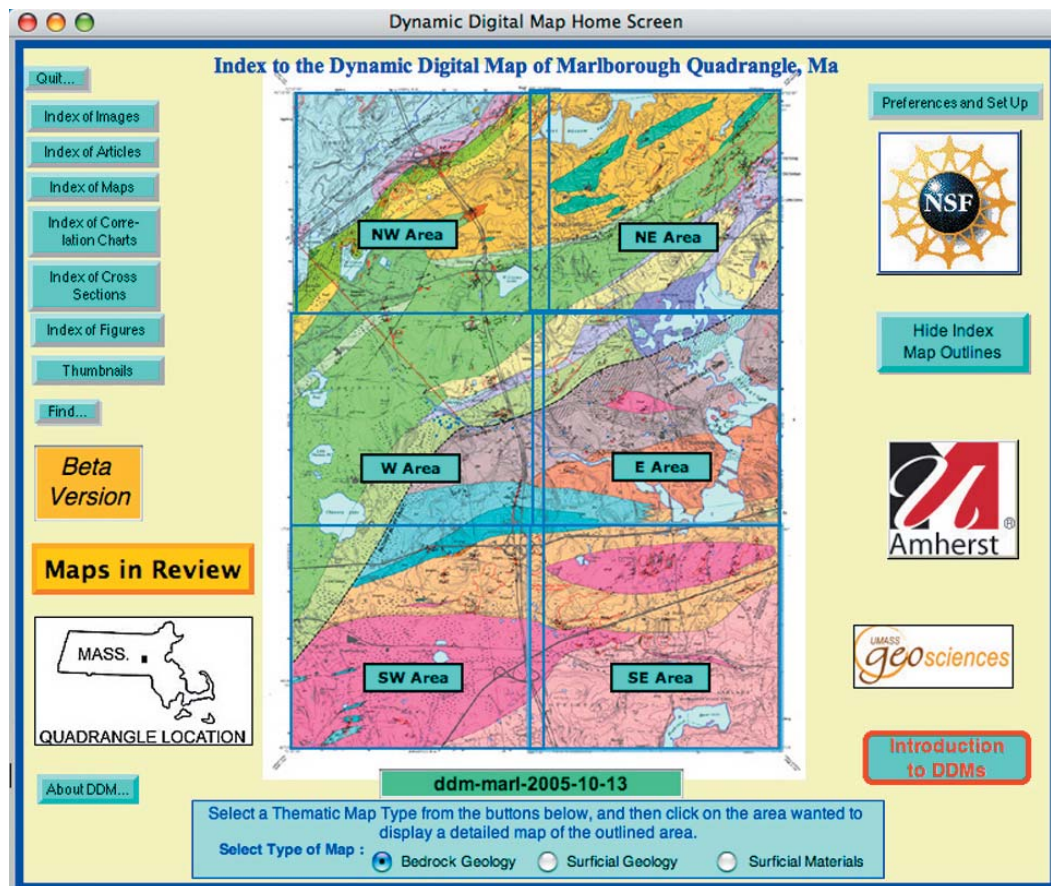 Dynamic Digital Map Home Screen
Index to the Dynamic Digital Map of Marlborough Quadrangle, Ma
Quit...
Index of Images
Index of Articles
Index of Maps
Index of Corre-
lation Charts
Index of Cross
Sections
Index of Figures
Thumbnails
Find...
Beta
Version
Maps in Review
MASS.
QUADRANGLE LOCATION
About DDM...
NW Area
NE Area
W Area
E Area
SW Area
SE Area
Preferences and Set Up
NSF
Hide Index
Map Outlines
Amherst
®
UMASS
geosciences
Introduction
to DDMs
ddm-marl-2005-10-13
Select a Thematic Map Type from the buttons below, and then click on the area wanted to
display a detailed map of the outlined area.
Select Type of Map : Bedrock Geology Surficial Geology Surficial Materials